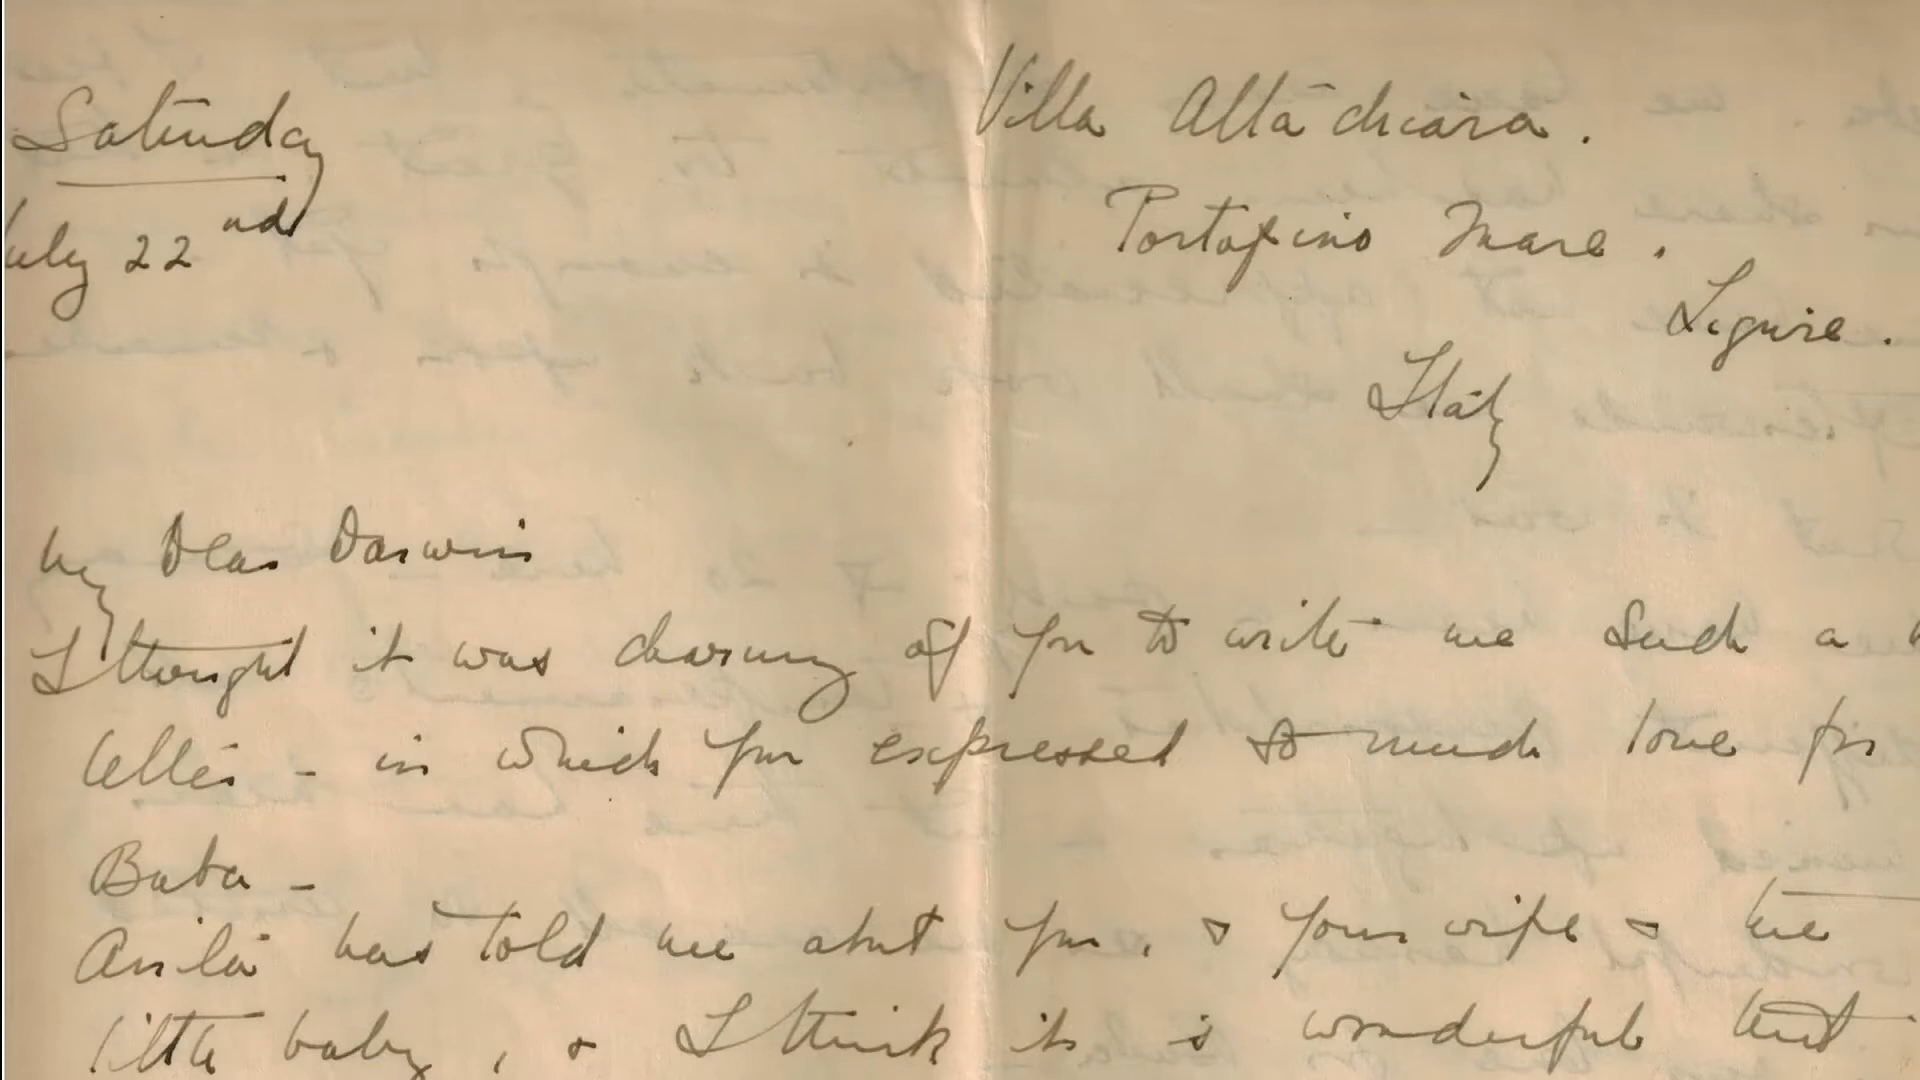 Saturday
July 22nd
Villa Altachiara.
Portofino Mare.
Ligure.
Italy
My Dear Darwin
I thought it was charming of you to write me such a
letter - in which you expressed so much love for
Baba -
Anita has told me about you, & your wife & the
little baby, & I think it is wonderful that